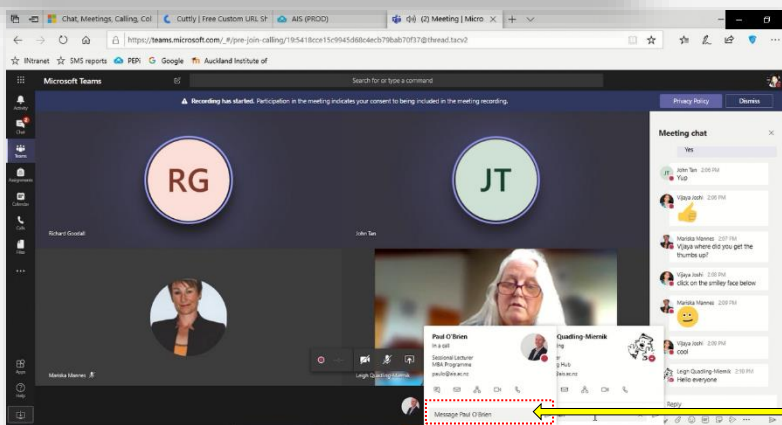 Chat, Meetings, Calling, Col
Cuttly | Free Custom URL Sh
AIS (PROD)
(2) Meeting | Micro
https://teams.microsoft.com/_#/pre-join-calling/19:5418cce15c9945d68c4ecb79bab70f37@thread.tacv2
INtranet
SMS reports
PEPi
Google
Auckland Institute of
Microsoft Teams
Search for or type a command
Recording has started. Participation in the meeting indicates your consent to being included in the meeting recording.
Privacy Policy
Dismiss
Activity
Chat
Teams
Assignments
Calendar
Calls
Files
Apps
Help
RG
JT
Richard Goodall
John Tan
Mariska Mannes
Leigh Quadling-Miernik
Paul O'Brien
In a call
Sessional Lecturer
MBA Programme
Message Paul O'Brien
Quadling-Miernik
g Hub
Meeting chat
Yes
JT
John Tan 2:06 PM
Yup
Vijaya Joshi 2:06 PM
Mariska Mannes 2:07 PM
Vijaya where did you get the
thumbs up?
Vijaya Joshi 2:08 PM
click on the smiley face below
Mariska Mannes 2:09 PM
Vijaya Joshi
cool
Leigh Quadling-Miernik 2:10 PM
Hello everyone
Reply